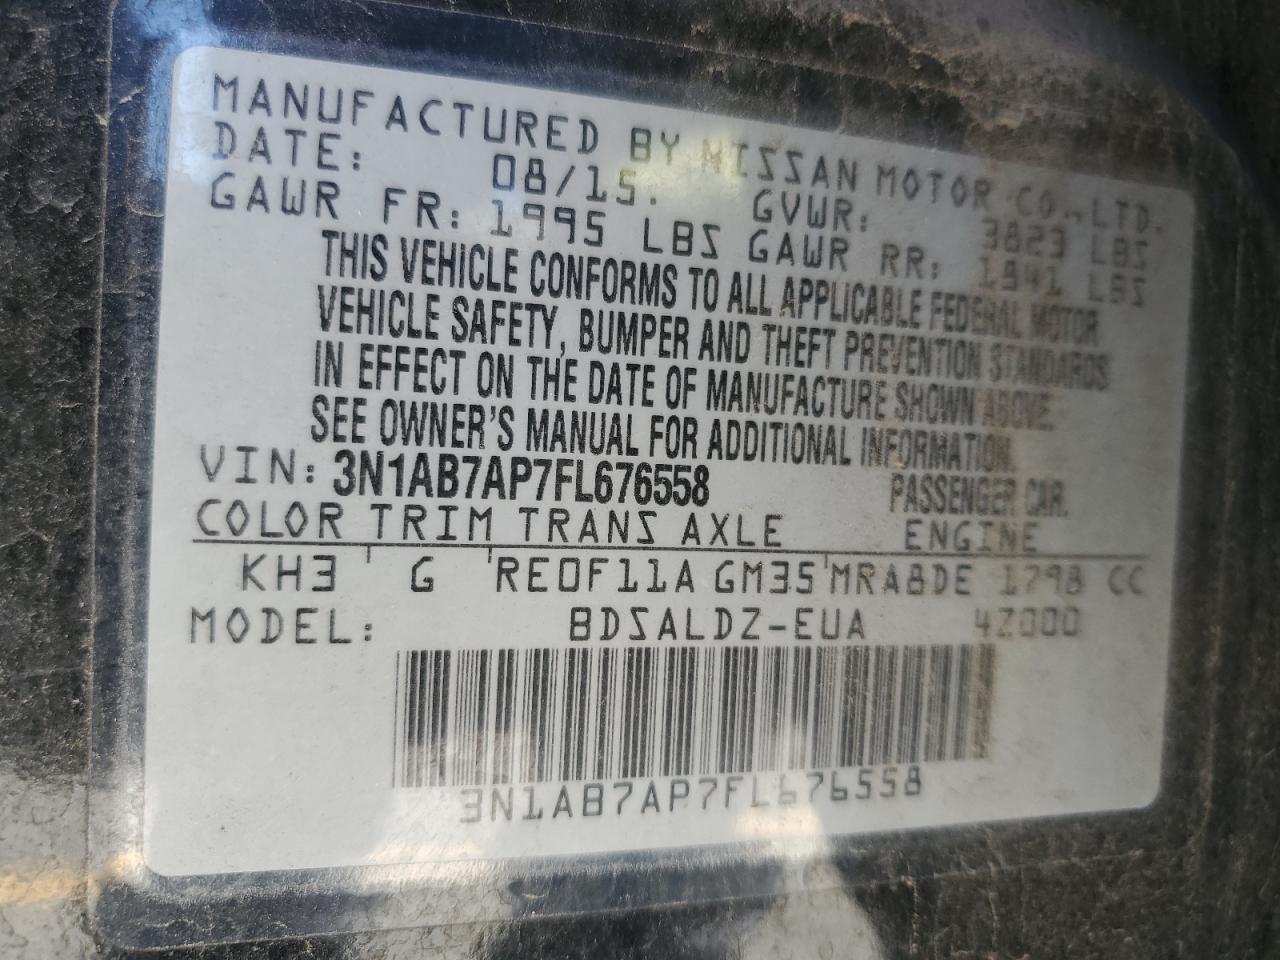 MANUFACTURED BY NISSAN MOTOR CO.,LTD.
DATE: 08/15. GVWR: 3823 LBS
GAWR FR: 1995 LBS GAWR RR: 1941 LBS
THIS VEHICLE CONFORMS TO ALL APPLICABLE FEDERAL MOTOR
VEHICLE SAFETY, BUMPER AND THEFT PREVENTION STANDARDS
IN EFFECT ON THE DATE OF MANUFACTURE SHOWN ABOVE.
SEE OWNER'S MANUAL FOR ADDITIONAL INFORMATION.
VIN: 3N1AB7AP7FL676558 PASSENGER CAR.
COLOR TRIM TRANS AXLE ENGINE
KH3 G RE0F11A GM35 MRA8DE 1798 CC
MODEL: BDSALDZ-EUA 4Z000
3N1AB7AP7FL676558